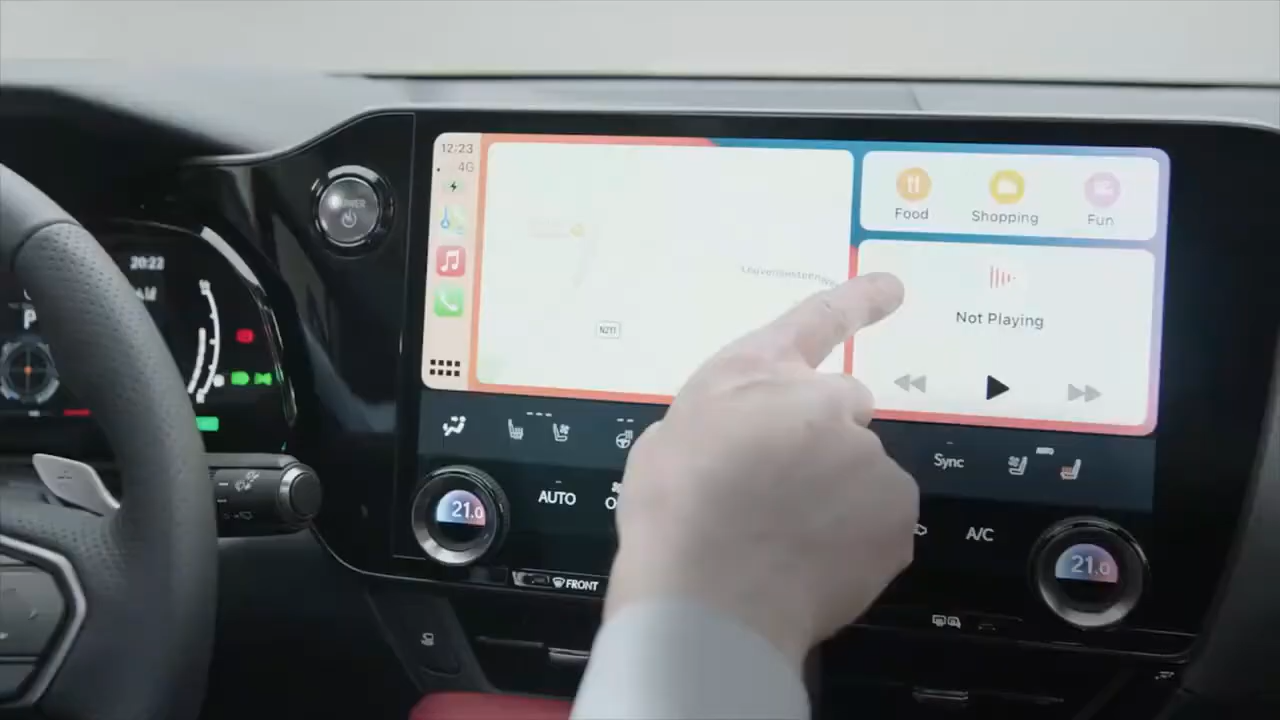 12:23
4G
Food
Shopping
Fun
POWER
20:22
N211
Not Playing
P
Sync
AUTO
21.0
AUTO
A/C
21.0
FRONT